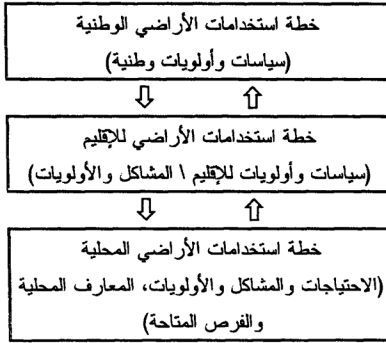 خطة استخدامات الأراضي الوطنية
(سياسات وأولويات وطنية)
خطة استخدامات الأراضي للإقليم
(سياسات وأولويات للإقليم \ المشاكل والأولويات)
خطة استخدامات الأراضي المحلية
(الاحتياجات والمشاكل والأولويات، المعارف المحلية
والفرص المتاحة)